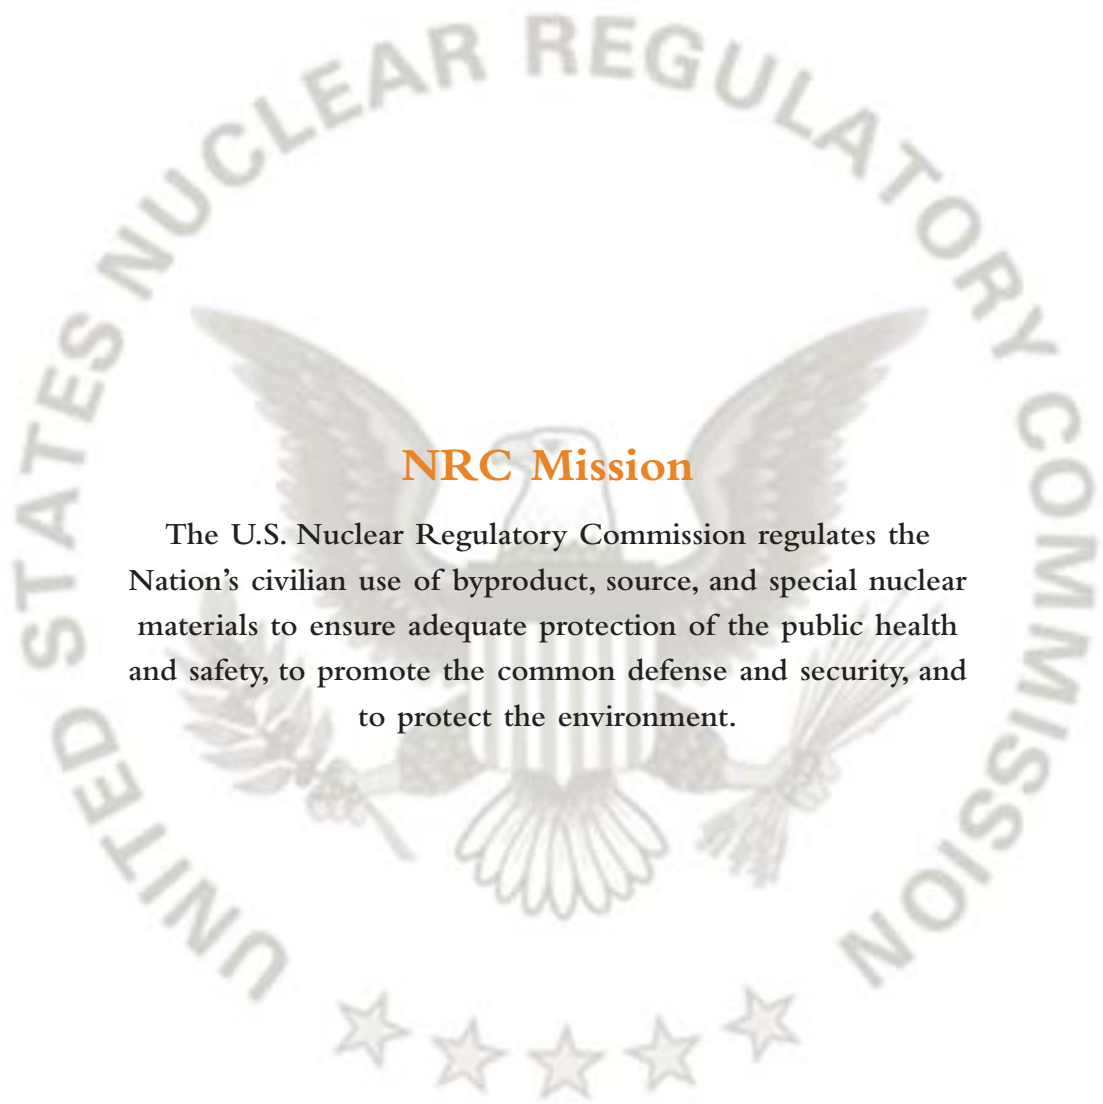 UNITED STATES NUCLEAR REGULATORY COMMISSION
NRC Mission
The U.S. Nuclear Regulatory Commission regulates the
Nation’s civilian use of byproduct, source, and special nuclear
materials to ensure adequate protection of the public health
and safety, to promote the common defense and security, and
to protect the environment.